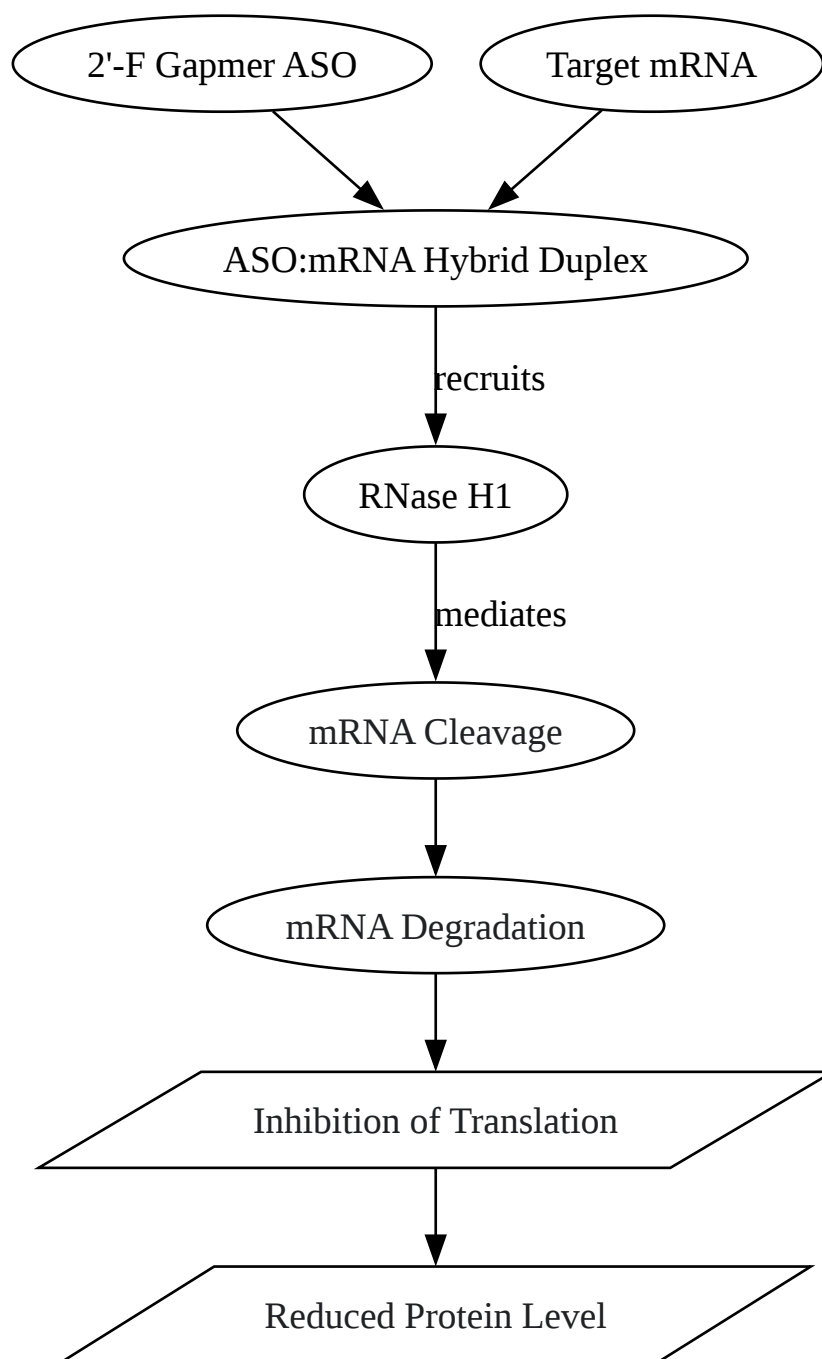 2'-F Gapmer ASO
Target mRNA
ASO:mRNA Hybrid Duplex
recruits
RNase H1
mediates
mRNA Cleavage
mRNA Degradation
Inhibition of Translation
Reduced Protein Level